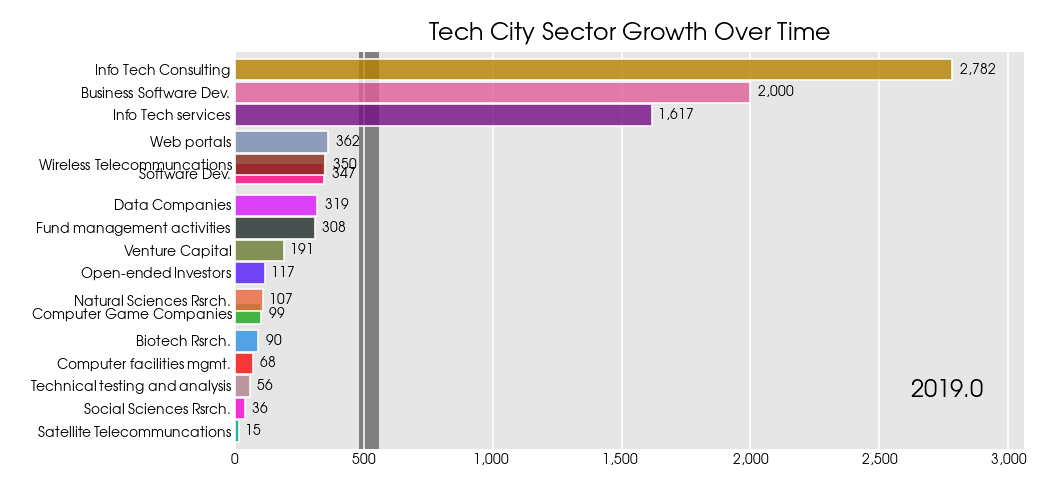 Tech City Sector Growth Over Time
Info Tech Consulting 2,782
Business Software Dev. 2,000
Info Tech services 1,617
Web portals 362
Wireless Telecommuncations 350
Software Dev. 347
Data Companies 319
Fund management activities 308
Venture Capital 191
Open-ended Investors 117
Natural Sciences Rsrch. 107
Computer Game Companies 99
Biotech Rsrch. 90
Computer facilities mgmt. 68
Technical testing and analysis 56
2019.0
Social Sciences Rsrch. 36
Satellite Telecommuncations 15
0 500 1,000 1,500 2,000 2,500 3,000